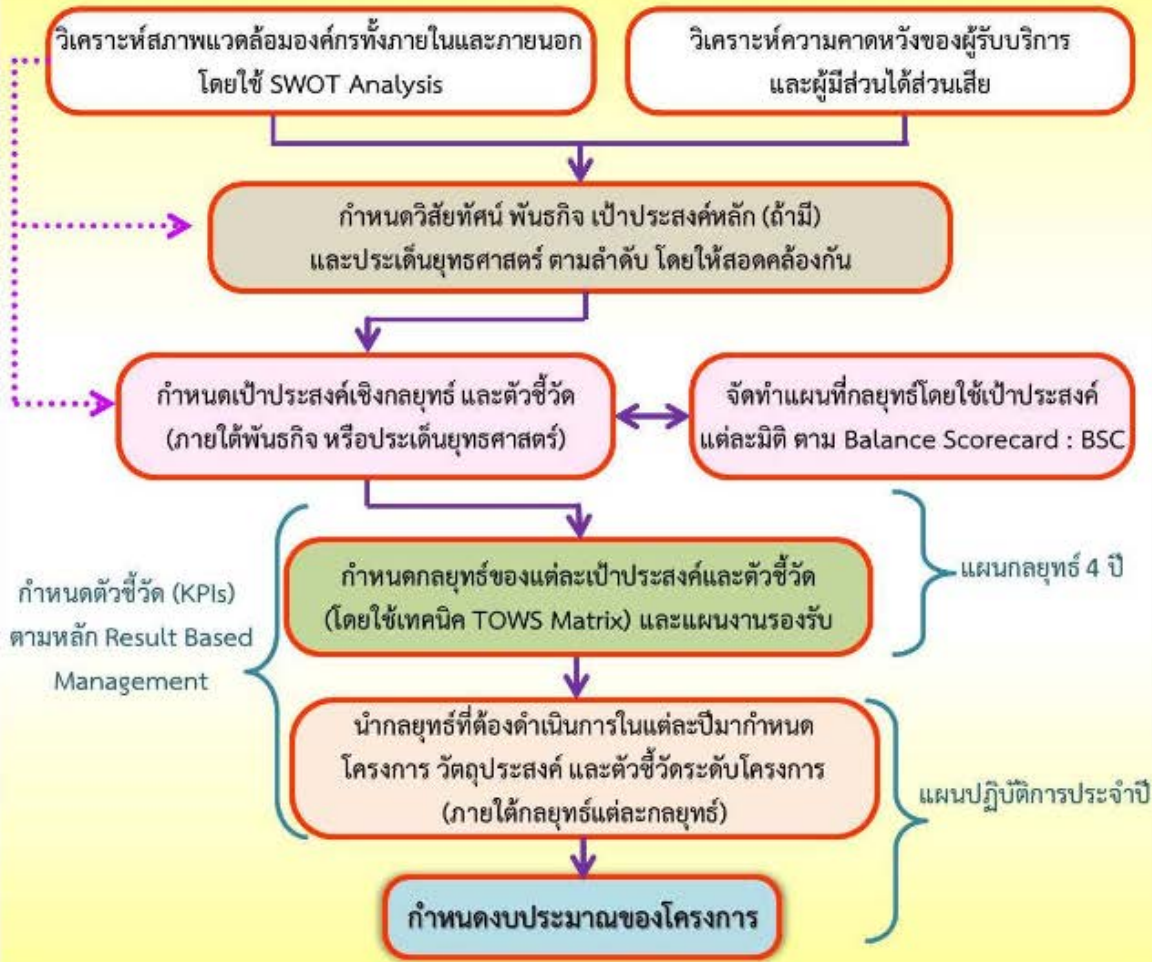 วิเคราะห์สภาพแวดล้อมองค์กรทั้งภายในและภายนอก
โดยใช้ SWOT Analysis
วิเคราะห์ความคาดหวังของผู้รับบริการ
และผู้มีส่วนได้ส่วนเสีย
กำหนดวิสัยทัศน์ พันธกิจ เป้าประสงค์หลัก (ถ้ามี)
และประเด็นยุทธศาสตร์ ตามลำดับ โดยให้สอดคล้องกัน
กำหนดเป้าประสงค์เชิงกลยุทธ์ และตัวชี้วัด
(ภายใต้พันธกิจ หรือประเด็นยุทธศาสตร์)
จัดทำแผนที่กลยุทธ์โดยใช้เป้าประสงค์
แต่ละมิติ ตาม Balance Scorecard : BSC
กำหนดตัวชี้วัด (KPIs)
ตามหลัก Result Based
Management
กำหนดกลยุทธ์ของแต่ละเป้าประสงค์และตัวชี้วัด
(โดยใช้เทคนิค TOWS Matrix) และแผนงานรองรับ
แผนกลยุทธ์ 4 ปี
นำกลยุทธ์ที่ต้องดำเนินการในแต่ละปีมากำหนด
โครงการ วัตถุประสงค์ และตัวชี้วัดระดับโครงการ
(ภายใต้กลยุทธ์แต่ละกลยุทธ์)
แผนปฏิบัติการประจำปี
กำหนดงบประมาณของโครงการ